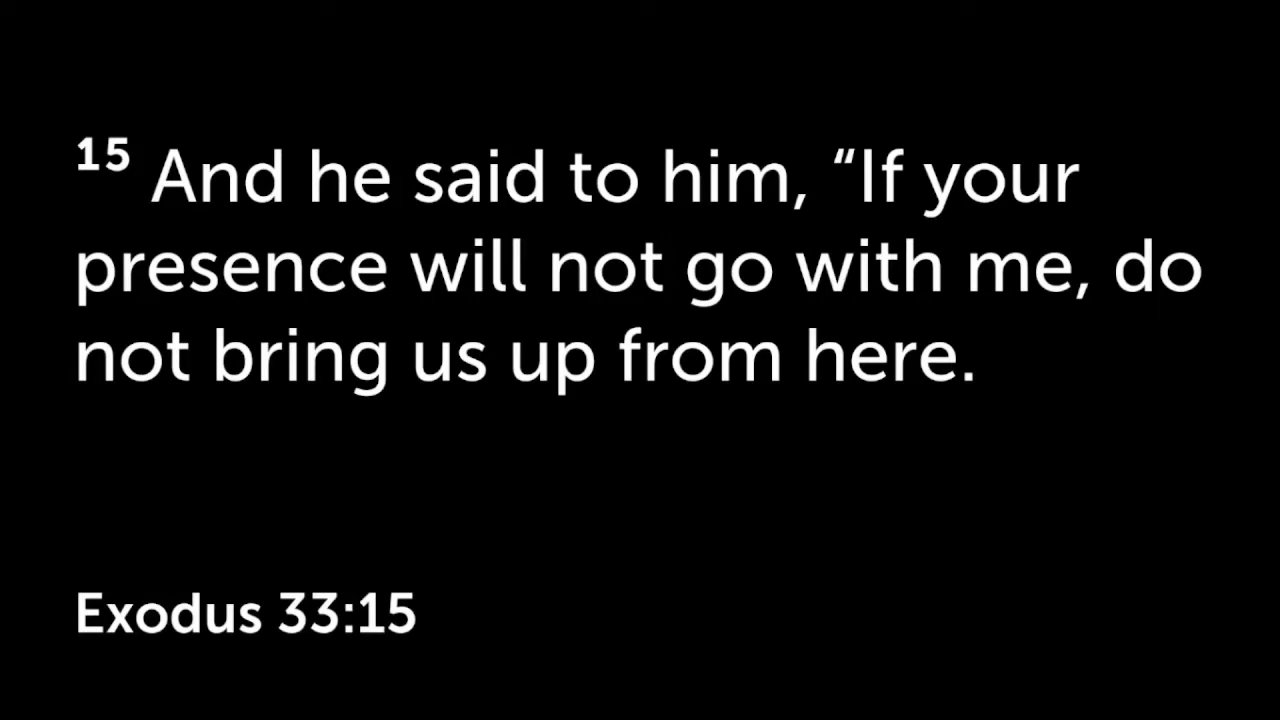 15 And he said to him, “If your
presence will not go with me, do
not bring us up from here.
Exodus 33:15